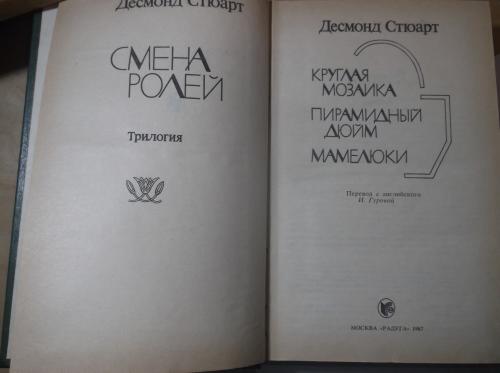 Десмонд Стюарт
СМЕНА
РОЛЕЙ
Трилогия
Десмонд Стюарт
КРУГЛАЯ
МОЗАИКА
ПИРАМИДНЫЙ
ДЮЙМ
МАМЕЛЮКИ
Перевод с английского
И. Гуровой
МОСКВА «РАДУГА» 1987